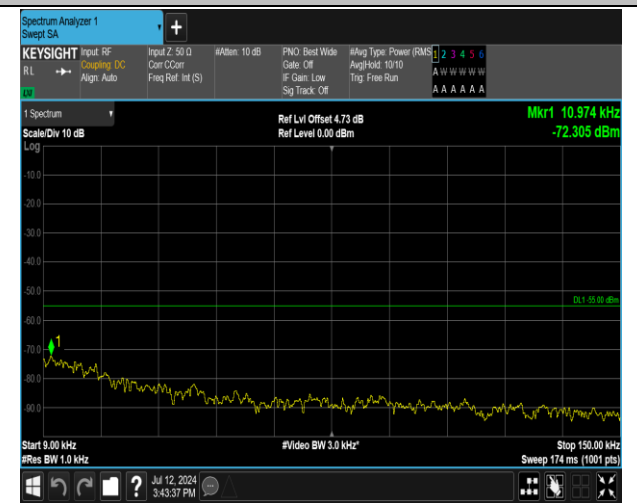 Spectrum Analyzer 1
Swept SA
+
KEYSIGHT Input: RF Input Z: 50 Ω #Atten: 10 dB PNO: Best Wide #Avg Type: Power (RMS 1 2 3 4 5 6
RL Coupling: DC Corr CCorr Gate: Off Avg|Hold: 10/10 A W W W W W
Align: Auto Freq Ref: Int (S) IF Gain: Low Trig: Free Run
Sig Track: Off A A A A A A
1 Spectrum Ref Lvl Offset 4.73 dB Mkr1 10.974 kHz
Scale/Div 10 dB Ref Level 0.00 dBm -72.305 dBm
Log
-10.0
-20.0
-30.0
-40.0
-50.0
DL1 -55.00 dBm
-60.0
-70.0 1
-80.0
-90.0
Start 9.00 kHz #Video BW 3.0 kHz* Stop 150.00 kHz
#Res BW 1.0 kHz Sweep 174 ms (1001 pts)
? Jul 12, 2024
3:43:37 PM